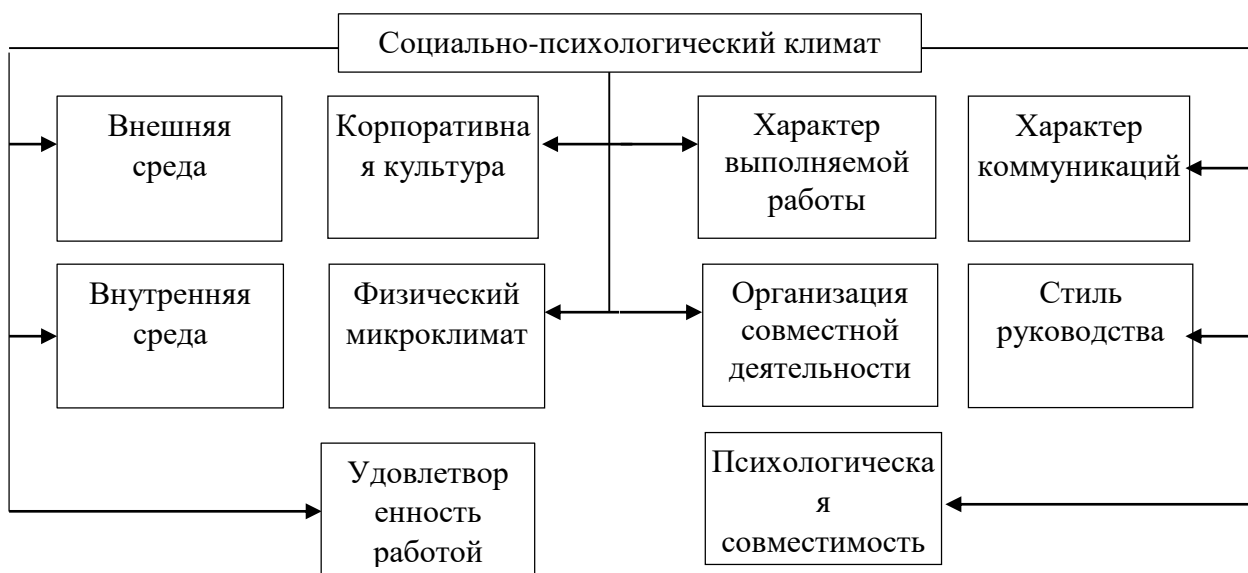 Социально-психологический климат
Внешняя
среда
Корпоративна
я культура
Характер
выполняемой
работы
Характер
коммуникаций
Внутренняя
среда
Физический
микроклимат
Организация
совместной
деятельности
Стиль
руководства
Удовлетвор
енность
работой
Психологическа
я
совместимость